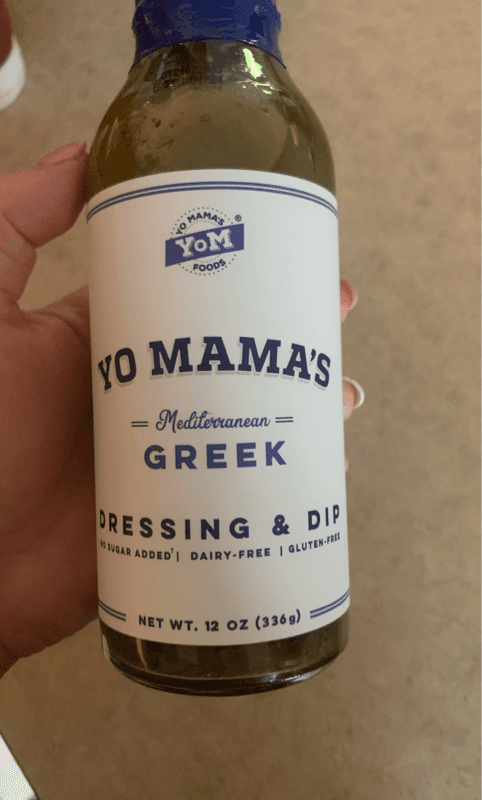 YO MAMA'S ®
YoM
FOODS
YO MAMA'S
Mediterranean
GREEK
DRESSING & DIP
NO SUGAR ADDED¹ | DAIRY-FREE | GLUTEN-FREE
NET WT. 12 OZ (336g)